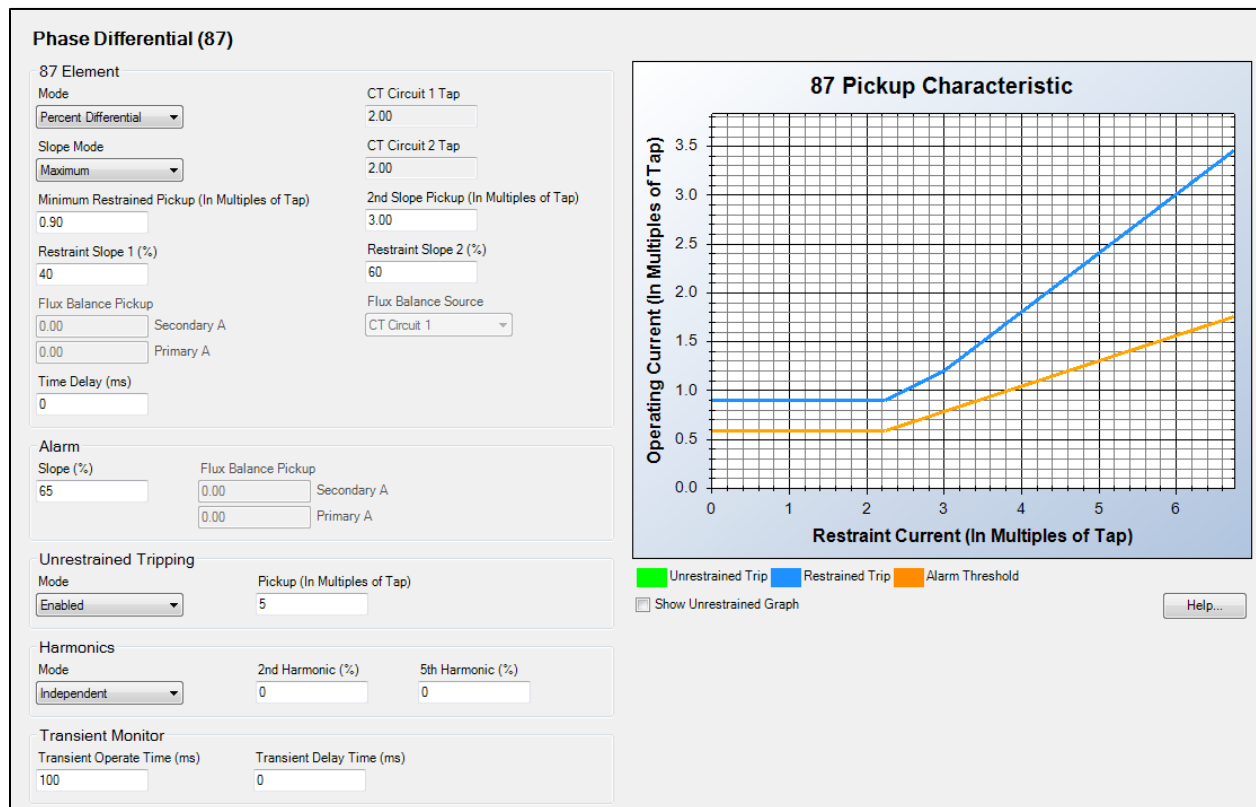 Phase Differential (87)
87 Element
Mode
CT Circuit 1 Tap
Percent Differential
2.00
Slope Mode
CT Circuit 2 Tap
Maximum
2.00
Minimum Restrained Pickup (In Multiples of Tap)
2nd Slope Pickup (In Multiples of Tap)
0.90
3.00
Restraint Slope 1 (%)
Restraint Slope 2 (%)
40
60
Flux Balance Pickup
Flux Balance Source
0.00 Secondary A
CT Circuit 1
0.00 Primary A
Time Delay (ms)
0
Alarm
Slope (%)
Flux Balance Pickup
65
0.00 Secondary A
0.00 Primary A
Unrestrained Tripping
Mode
Pickup (In Multiples of Tap)
Enabled
5
Harmonics
Mode
2nd Harmonic (%)
5th Harmonic (%)
Independent
0
0
Transient Monitor
Transient Operate Time (ms)
Transient Delay Time (ms)
100
0
87 Pickup Characteristic
Operating Current (In Multiples of Tap)
3.5
3.0
2.5
2.0
1.5
1.0
0.5
0.0
0 1 2 3 4 5 6
Restraint Current (In Multiples of Tap)
Unrestrained Trip Restrained Trip Alarm Threshold
Show Unrestrained Graph
Help...